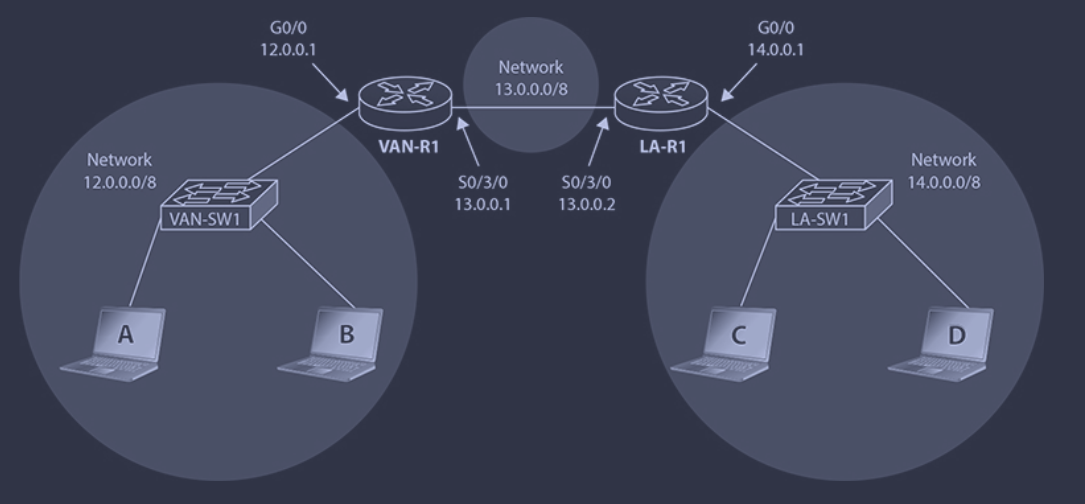 G0/0
12.0.0.1
Network
13.0.0.0/8
G0/0
14.0.0.1
VAN-R1
LA-R1
Network
12.0.0.0/8
S0/3/0
13.0.0.1
S0/3/0
13.0.0.2
Network
14.0.0.0/8
VAN-SW1
LA-SW1
A
B
C
D